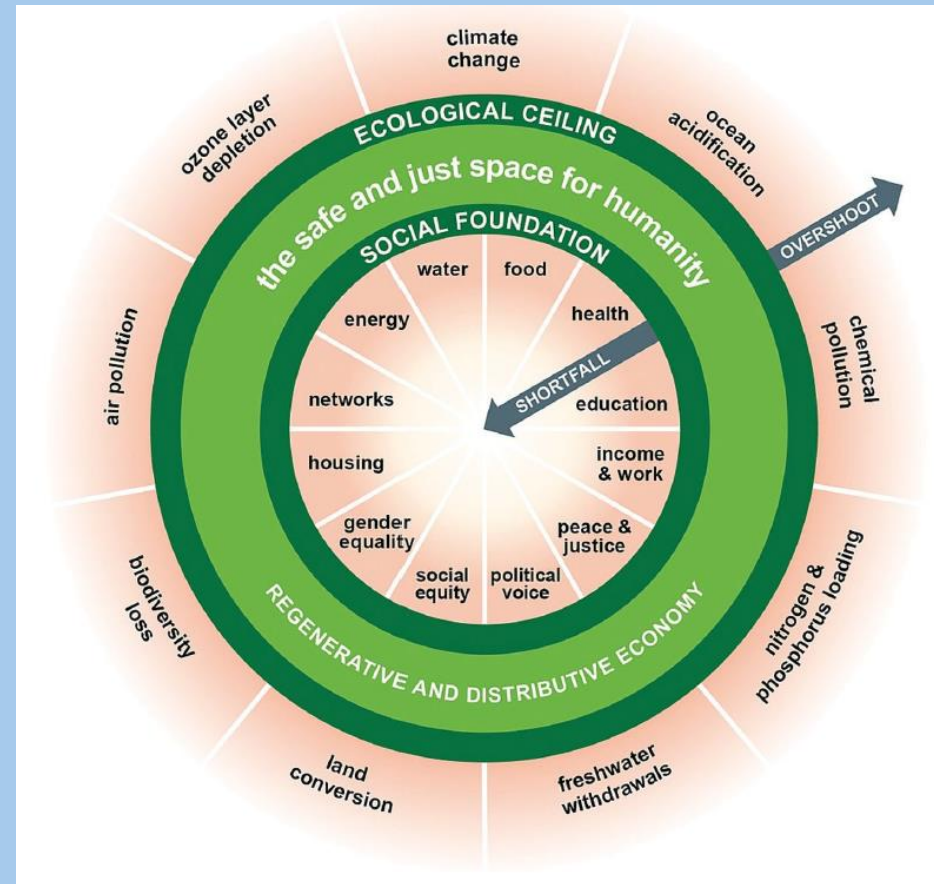 climate
change
ocean
acidification
chemical
pollution
nitrogen &
phosphorus loading
freshwater
withdrawals
land
conversion
biodiversity
loss
air pollution
ozone layer
depletion
ECOLOGICAL CEILING
the safe and just space for humanity
SOCIAL FOUNDATION
OVERSHOOT
SHORTFALL
water
food
health
education
income
& work
peace &
justice
political
voice
social
equity
gender
equality
housing
networks
energy
REGENERATIVE AND DISTRIBUTIVE ECONOMY